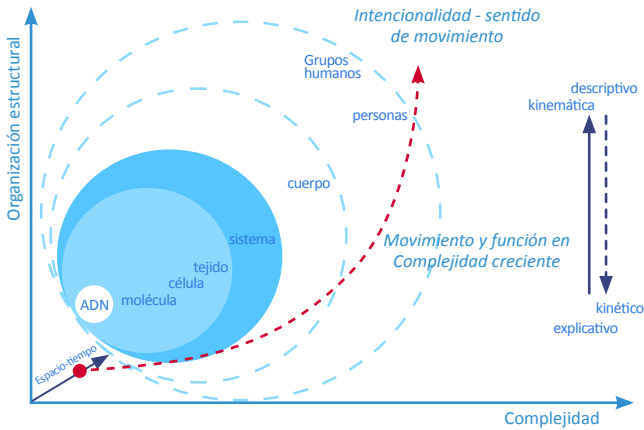 Intencionalidad - sentido
de movimiento
Grupos
humanos
personas
cuerpo
sistema
tejido
célula
molécula
ADN
Espacio-tiempo
Movimiento y función en
Complejidad creciente
descriptivo
kinemática
kinético
explicativo
Organización estructural
Complejidad